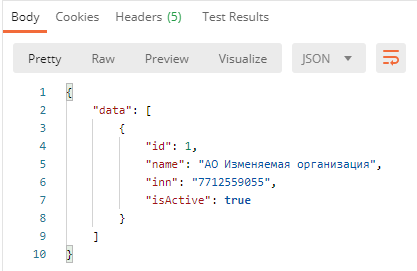 Body Cookies Headers (5) Test Results
Pretty Raw Preview Visualize JSON
1 {
2 "data": [
3 {
4 "id": 1,
5 "name": "АО Изменяемая организация",
6 "inn": "7712559055",
7 "isActive": true
8 }
9 ]
10 }